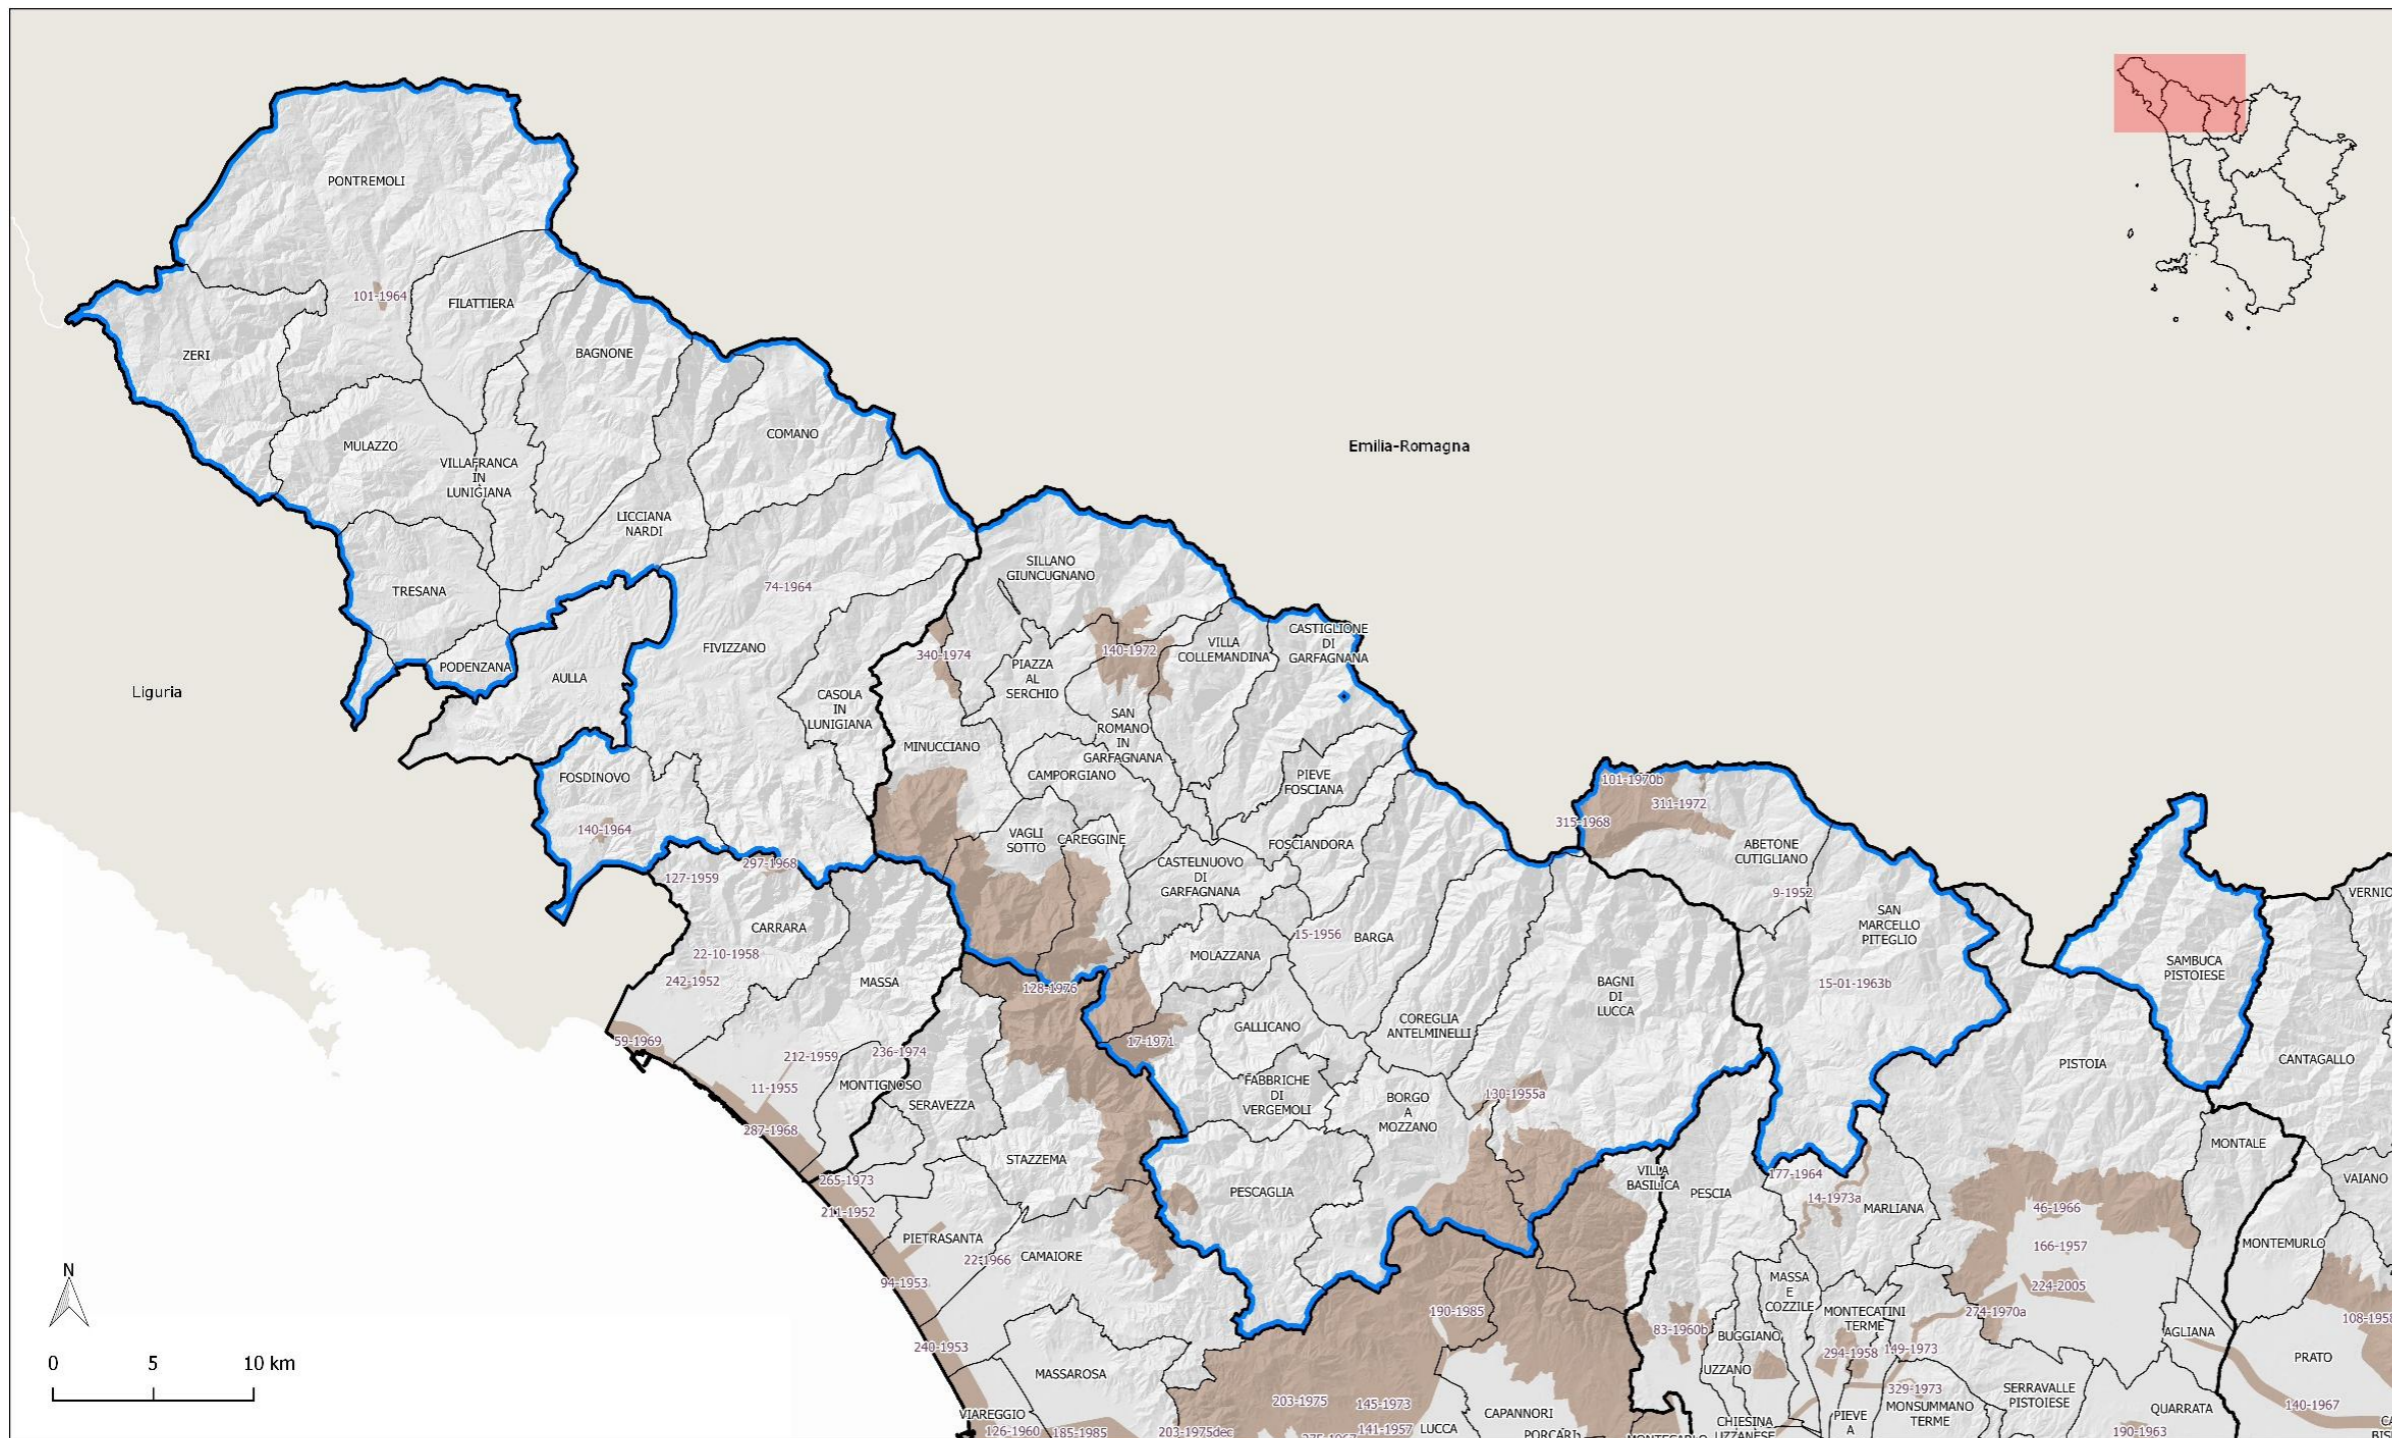 PONTREMOLI
101-1964
FILATTIERA
ZERI
BAGNONE
MULAZZO
COMANO
Emilia-Romagna
VILLAFRANCA
IN
LUNIGIANA
LICCIANA
NARDI
SILLANO
GIUNCUGNANO
TRESANA
74-1964
PODENZANA
AULLA
FIVIZZANO
340-1974
PIAZZA
AL
SERCHIO
140-1972
VILLA
COLLEMANDINA
CASTIGLIONE
DI
GARFAGNANA
Liguria
CASOLA
IN
LUNIGIANA
MINUCCIANO
SAN
ROMANO
IN
GARFAGNANA
CAMPORGIANO
PIEVE
FOSCIANA
FOSDINOVO
140-1964
101-1970b
311-1972
315-1968
ABETONE
CUTIGLIANO
VAGLI
SOTTO
CAREGGINE
FOSCIANDORA
297-1968
127-1959
CASTELNUOVO
DI
GARFAGNANA
9-1952
VERNIO
SAN
MARCELLO
PITEGLIO
CARRARA
22-10-1958
242-1952
MASSA
15-1956
BARGA
MOLAZZANA
128-1976
BAGNI
DI
LUCCA
15-01-1963b
SAMBUCA
PISTOIESE
59-1969
212-1959
236-1974
17-1971
GALLICANO
COREGLIA
ANTELMINELLI
PISTOIA
CANTAGALLO
11-1955
MONTIGNOSO
SERAVEZZA
FABBRICHE
DI
VERGEMOLI
BORGO
A
MOZZANO
130-1955a
287-1968
STAZZEMA
MONTALE
265-1973
211-1952
PESCAGLIA
VILLA
BASILICA
PESCIA
177-1964
14-1973a
MARLIANA
46-1966
VAIANO
PIETRASANTA
22-1966
CAMAIORE
166-1957
MONTEMURLO
94-1953
MASSA
E
COZZILE
224-2005
N
190-1985
MONTECATINI
TERME
274-1970a
108-1958
83-1960b
BUGGIANO
AGLIANA
240-1953
0 5 10 km
UZZANO
294-1958
149-1973
PRATO
MASSAROSA
329-1973
MONSUMMANO
TERME
SERRAVALLE
PISTOIESE
203-1975
145-1973
140-1967
VIAREGGIO
CAPANNORI
QUARRATA
126-1960
185-1985
203-1975dec
141-1957
LUCCA
CHIESINA
UZZANESE
PIEVE
A
190-1963
PORCARI
MONTECARLO